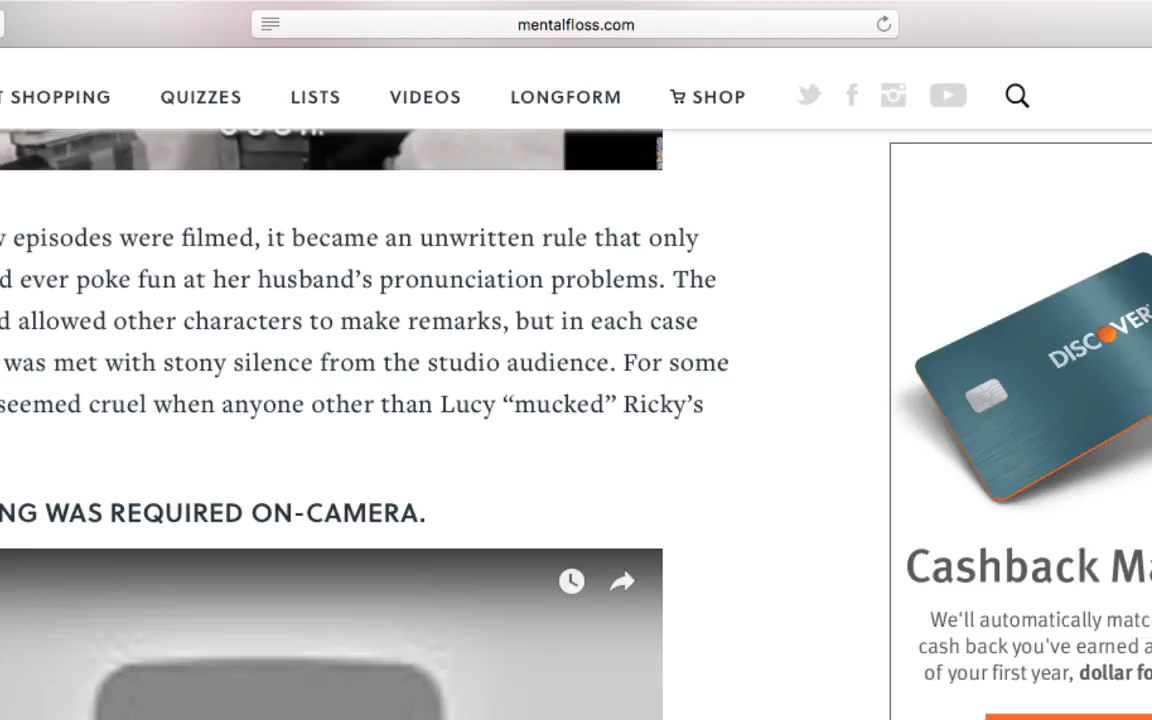 mentalfloss.com
T SHOPPING QUIZZES LISTS VIDEOS LONGFORM SHOP
episodes were filmed, it became an unwritten rule that only
d ever poke fun at her husband’s pronunciation problems. The
d allowed other characters to make remarks, but in each case
was met with stony silence from the studio audience. For some
seemed cruel when anyone other than Lucy “mucked” Ricky’s
NG WAS REQUIRED ON-CAMERA.
DISCOVER
Cashback Ma
We'll automatically matc
cash back you've earned a
of your first year, dollar fo